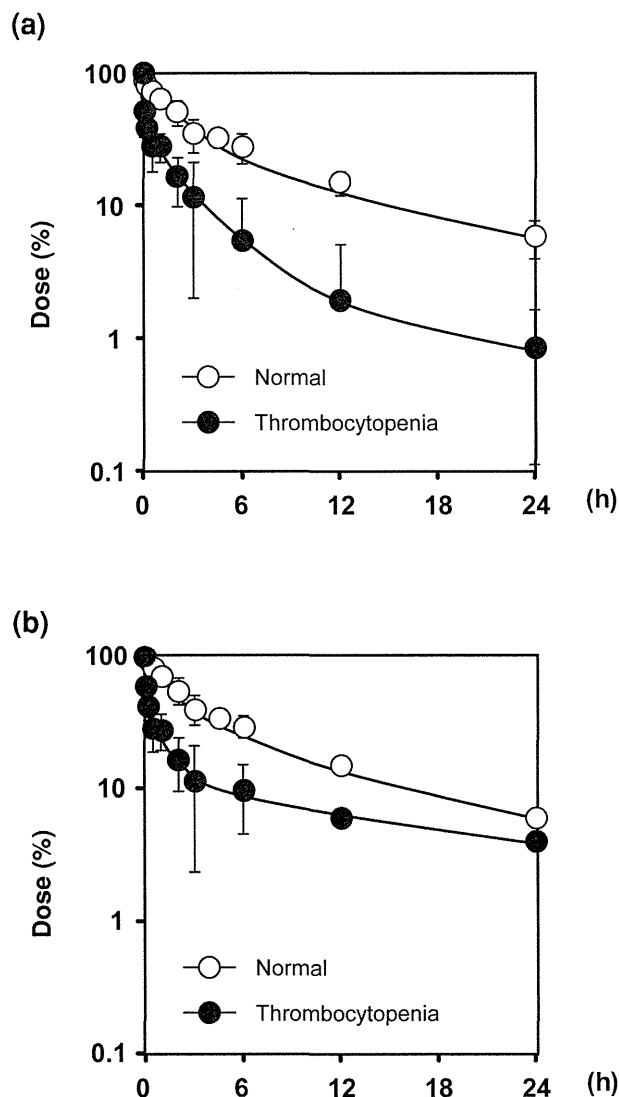 (a)
100
10
1
0.1
Dose (%)
Normal
Thrombocytopenia
0 6 12 18 24 (h)
(b)
100
10
1
0.1
Dose (%)
Normal
Thrombocytopenia
0 6 12 18 24 (h)